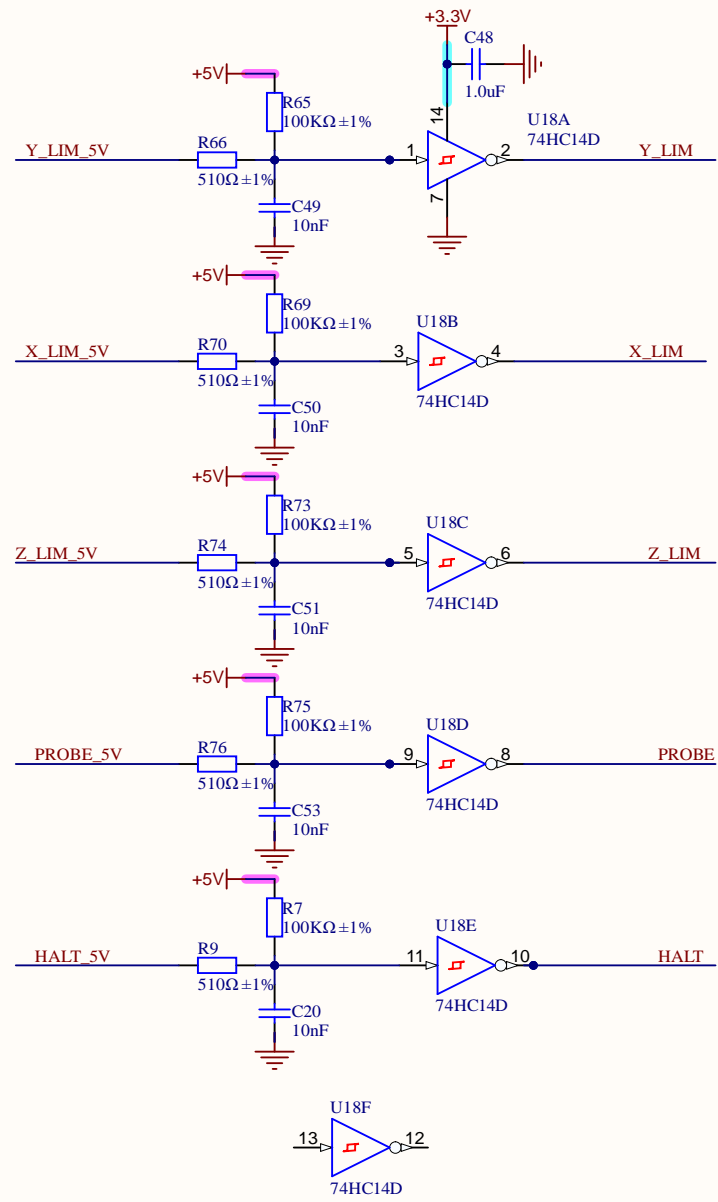 +3.3V
C48
1.0uF
+5V
R65
100KΩ±1%
14
U18A
74HC14D
Y_LIM_5V
R66
510Ω±1%
1
2
Y_LIM
7
C49
10nF
+5V
R69
100KΩ±1%
U18B
X_LIM_5V
R70
510Ω±1%
3
4
X_LIM
74HC14D
C50
10nF
+5V
R73
100KΩ±1%
U18C
Z_LIM_5V
R74
510Ω±1%
5
6
Z_LIM
74HC14D
C51
10nF
+5V
R75
100KΩ±1%
U18D
PROBE_5V
R76
510Ω±1%
9
8
PROBE
74HC14D
C53
10nF
+5V
R7
100KΩ±1%
U18E
HALT_5V
R9
510Ω±1%
11
10
HALT
74HC14D
C20
10nF
U18F
13
12
74HC14D